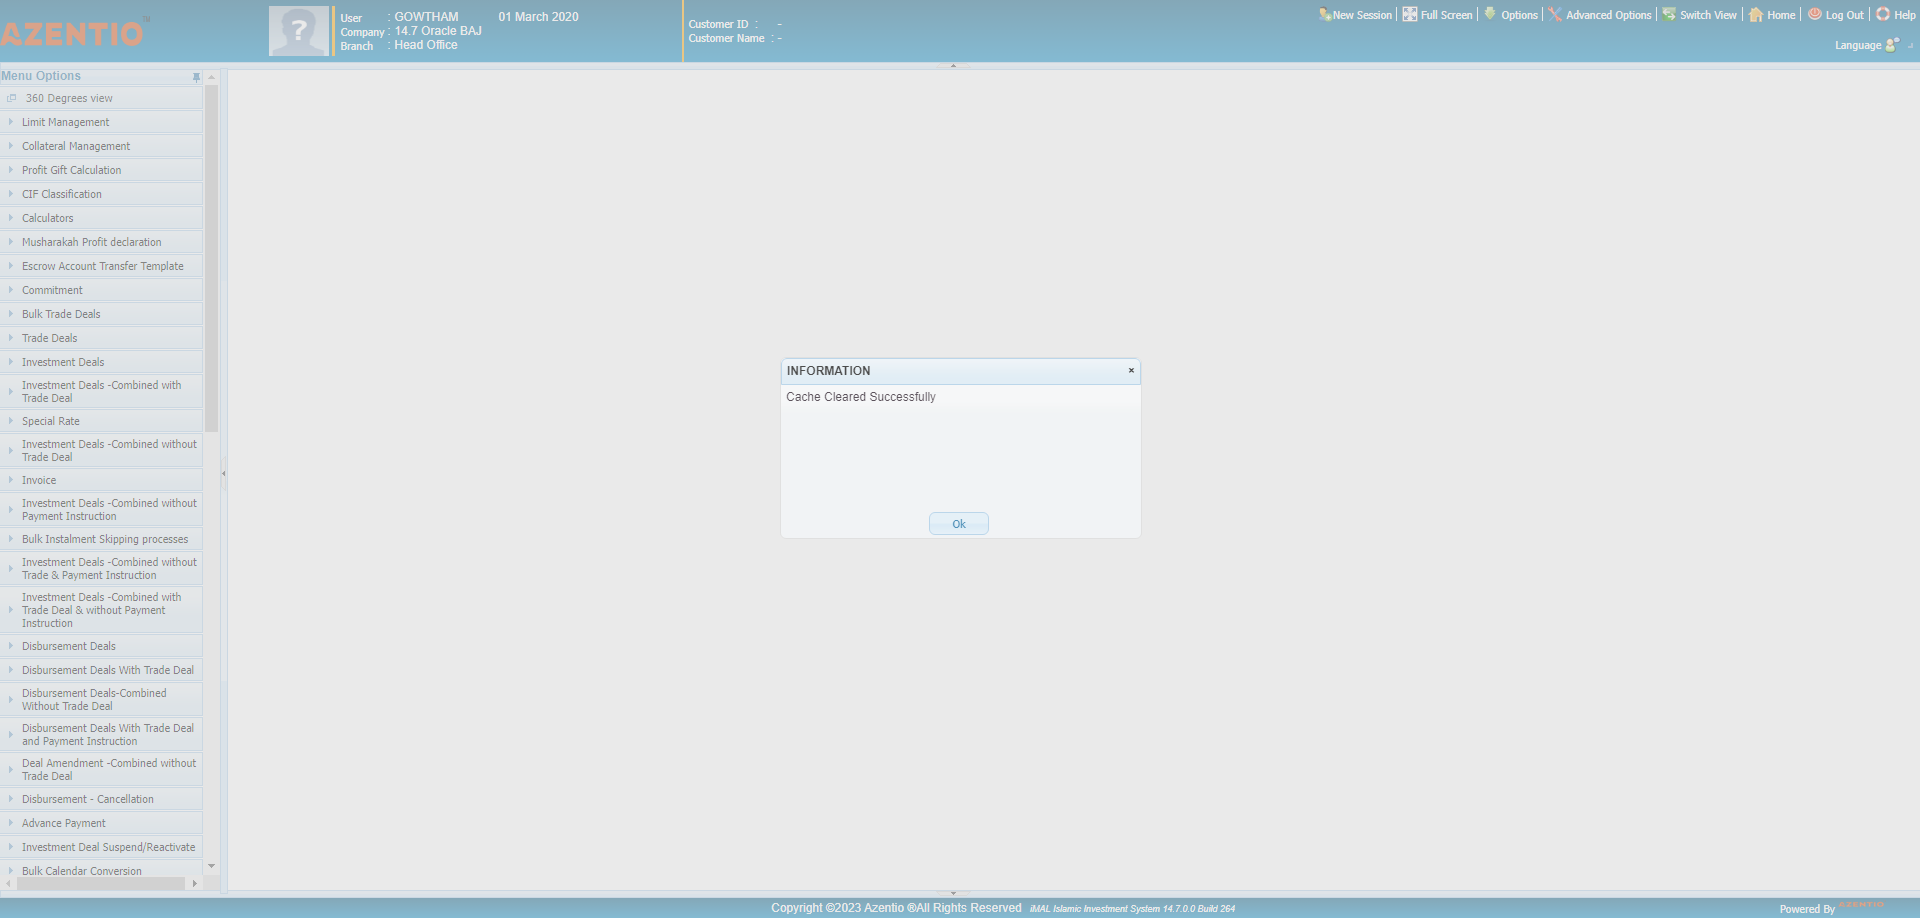 AZENTIO™
User : GOWTHAM 01 March 2020
Company : 14.7 Oracle BAJ
Branch : Head Office
Customer ID : -
Customer Name : -
New Session
Full Screen
Options
Advanced Options
Switch View
Home
Log Out
Help
Language
Menu Options
360 Degrees view
Limit Management
Collateral Management
Profit Gift Calculation
CIF Classification
Calculators
Musharakah Profit declaration
Escrow Account Transfer Template
Commitment
Bulk Trade Deals
Trade Deals
Investment Deals
Investment Deals -Combined with
Trade Deal
Special Rate
Investment Deals -Combined without
Trade Deal
Invoice
Investment Deals -Combined without
Payment Instruction
Bulk Instalment Skipping processes
Investment Deals -Combined without
Trade & Payment Instruction
Investment Deals -Combined with
Trade Deal & without Payment
Instruction
Disbursement Deals
Disbursement Deals With Trade Deal
Disbursement Deals-Combined
Without Trade Deal
Disbursement Deals With Trade Deal
and Payment Instruction
Deal Amendment -Combined without
Trade Deal
Disbursement - Cancellation
Advance Payment
Investment Deal Suspend/Reactivate
Bulk Calendar Conversion
INFORMATION
Cache Cleared Successfully
Ok
Copyright ©2023 Azentio ®All Rights Reserved iMAL Islamic Investment System 14.7.0.0 Build 264
Powered By AZENTIO